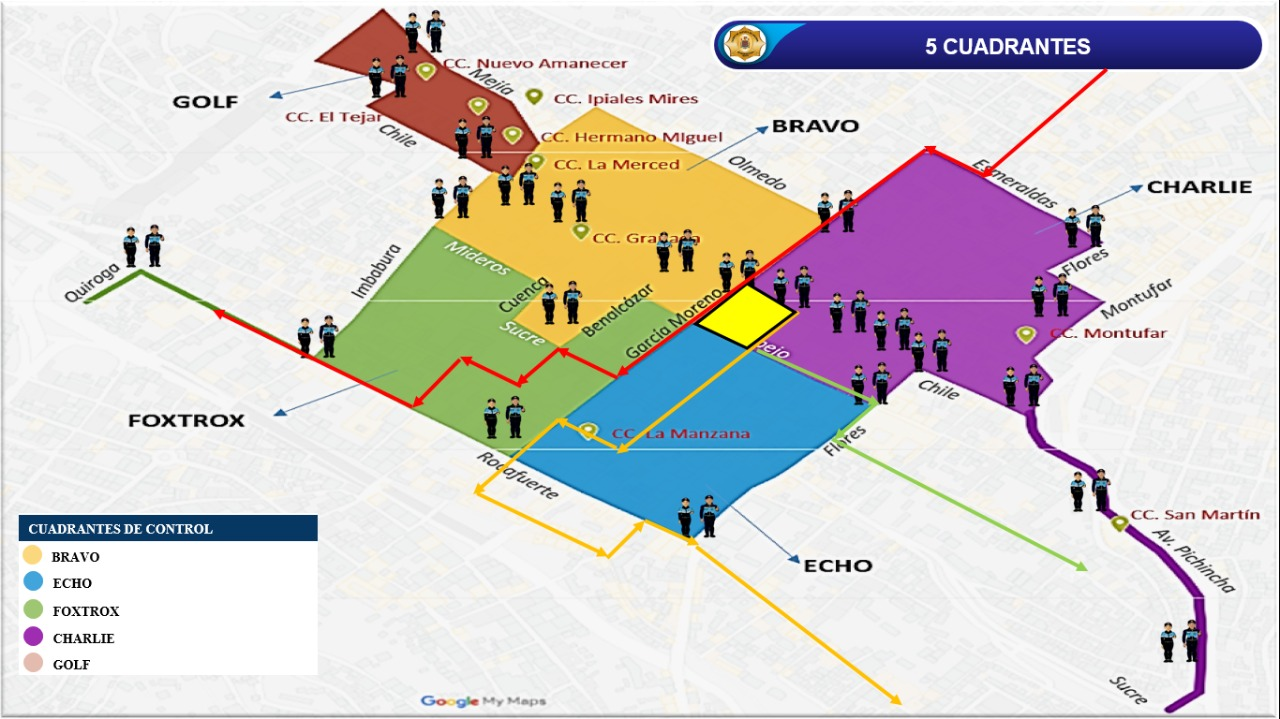 5 CUADRANTES
CC. Nuevo Amanecer
Mejía
GOLF
CC. Ipiales Mires
CC. El Tejar
Chile
CC. Hermano MIguel
BRAVO
CC. La Merced
Olmedo
Esmeraldas
CHARLIE
CC. Granada
Mideros
Imbabura
Flores
Quiroga
Cuenca
Benalcázar
García Moreno
Montufar
Sucre
CC. Montufar
pejo
Chile
FOXTROX
CC. La Manzana
Flores
Rocafuerte
CC. San Martín
Av. Pichincha
ECHO
Sucre
CUADRANTES DE CONTROL
BRAVO
ECHO
FOXTROX
CHARLIE
GOLF
Google My Maps